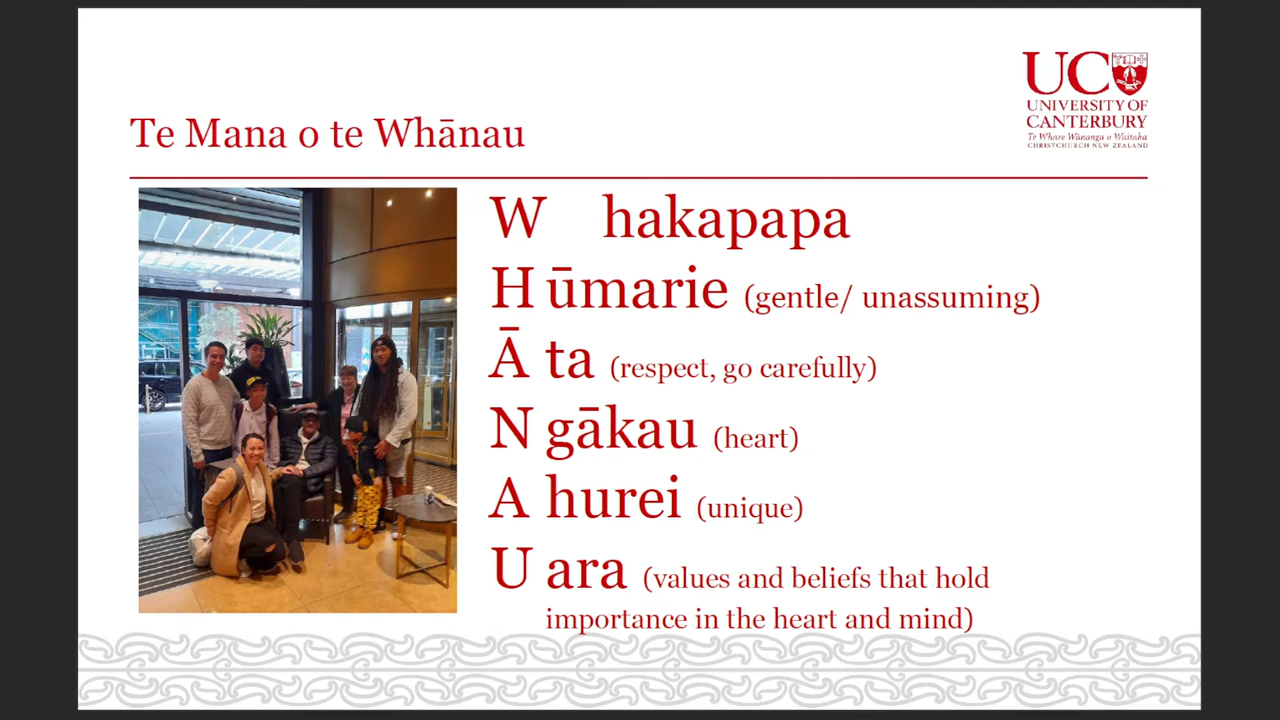 UC
UNIVERSITY OF
CANTERBURY
Te Whare Wānanga o Waitaha
CHRISTCHURCH NEW ZEALAND
Te Mana o te Whānau
W hakapapa
H ūmarie (gentle/ unassuming)
Ā ta (respect, go carefully)
N gākau (heart)
A hurei (unique)
U ara (values and beliefs that hold
importance in the heart and mind)